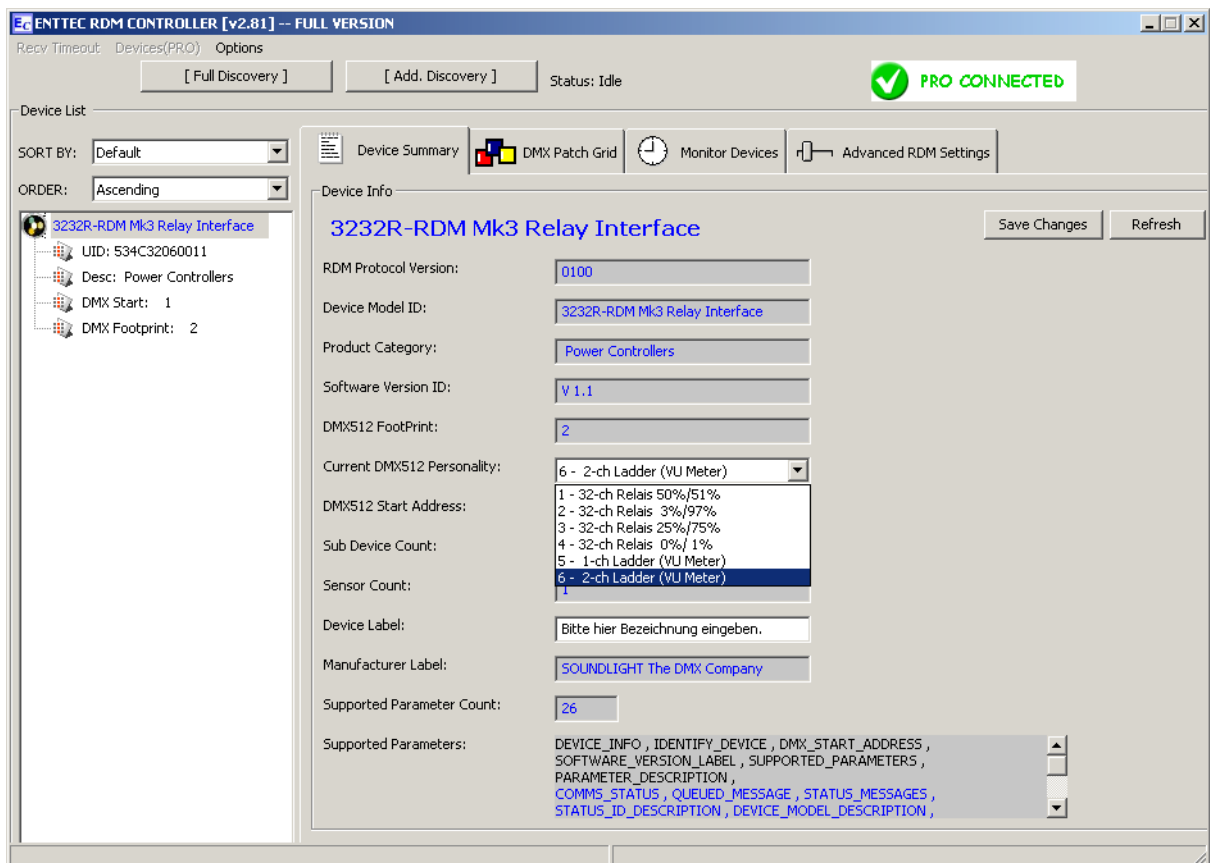 EC ENTTEC RDM CONTROLLER [v2.81] -- FULL VERSION
Recv Timeout Devices(PRO) Options
[ Full Discovery ] [ Add. Discovery ] Status: Idle PRO CONNECTED
Device List
SORT BY: Default
ORDER: Ascending
3232R-RDM Mk3 Relay Interface
UID: 534C32060011
Desc: Power Controllers
DMX Start: 1
DMX Footprint: 2
Device Summary DMX Patch Grid Monitor Devices Advanced RDM Settings
Device Info
3232R-RDM Mk3 Relay Interface Save Changes Refresh
RDM Protocol Version: 0100
Device Model ID: 3232R-RDM Mk3 Relay Interface
Product Category: Power Controllers
Software Version ID: V 1.1
DMX512 FootPrint: 2
Current DMX512 Personality: 6 - 2-ch Ladder (VU Meter)
1 - 32-ch Relais 50%/51%
DMX512 Start Address: 2 - 32-ch Relais 3%/97%
3 - 32-ch Relais 25%/75%
Sub Device Count: 4 - 32-ch Relais 0%/ 1%
5 - 1-ch Ladder (VU Meter)
6 - 2-ch Ladder (VU Meter)
Sensor Count: 1
Device Label: Bitte hier Bezeichnung eingeben.
Manufacturer Label: SOUNDLIGHT The DMX Company
Supported Parameter Count: 26
Supported Parameters: DEVICE_INFO , IDENTIFY_DEVICE , DMX_START_ADDRESS ,
SOFTWARE_VERSION_LABEL , SUPPORTED_PARAMETERS ,
PARAMETER_DESCRIPTION ,
COMMS_STATUS , QUEUED_MESSAGE , STATUS_MESSAGES ,
STATUS_ID_DESCRIPTION , DEVICE_MODEL_DESCRIPTION ,